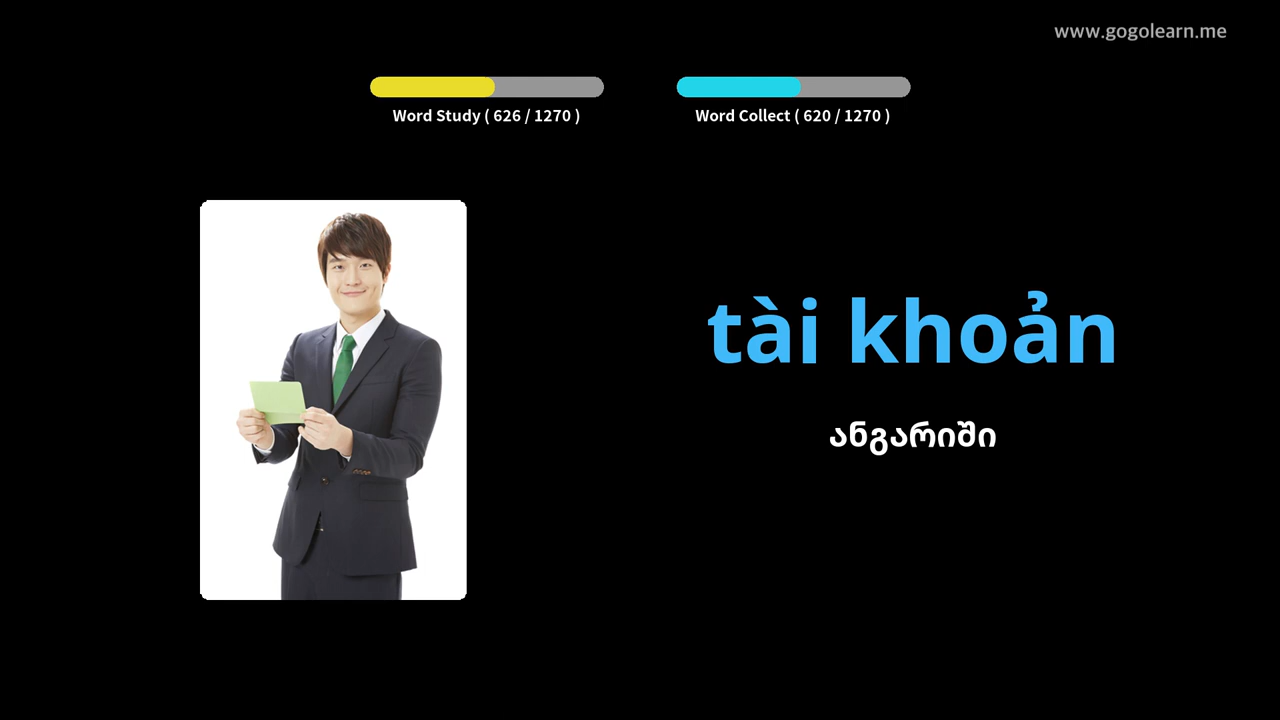 www.gogolearn.me
Word Study ( 626 / 1270 )
Word Collect ( 620 / 1270 )
tài khoản
ანგარიში